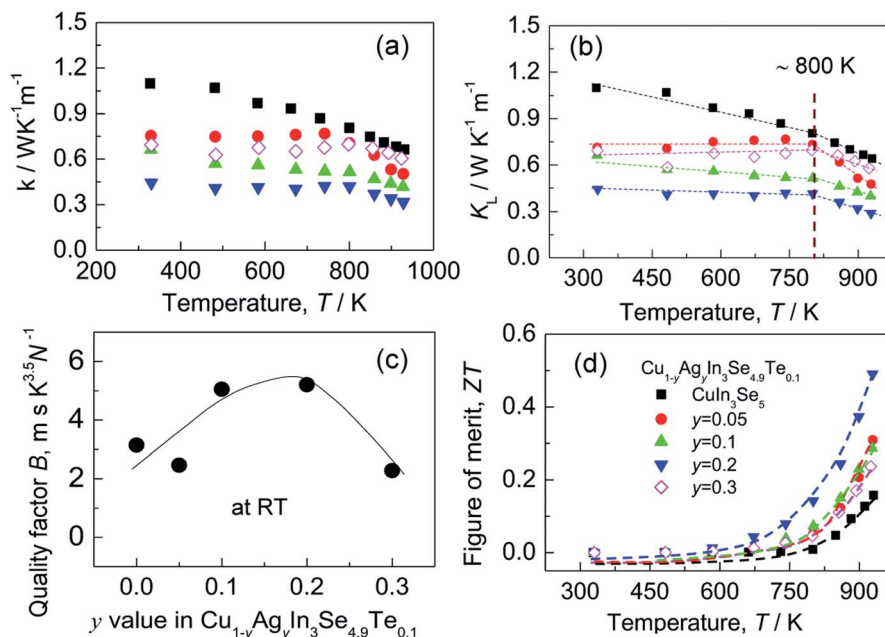 (a)
k / WK⁻¹m⁻¹
1.5
1.2
0.9
0.6
0.3
0.0
200 400 600 800 1000
Temperature, T / K
(b)
~ 800 K
K_L / W K⁻¹ m⁻¹
1.5
1.2
0.9
0.6
0.3
0.0
300 450 600 750 900
Temperature, T / K
(c)
Quality factor B, m s K³·⁵N⁻¹
8
6
4
2
0
at RT
0.0 0.1 0.2 0.3
y value in Cu₁₋ᵧAgᵧIn₃Se₄.₉Te₀.₁
(d)
Figure of merit, ZT
0.6
0.4
0.2
0.0
Cu₁₋ᵧAgᵧIn₃Se₄.₉Te₀.₁
CuIn₃Se₅
y=0.05
y=0.1
y=0.2
y=0.3
300 450 600 750 900
Temperature, T / K